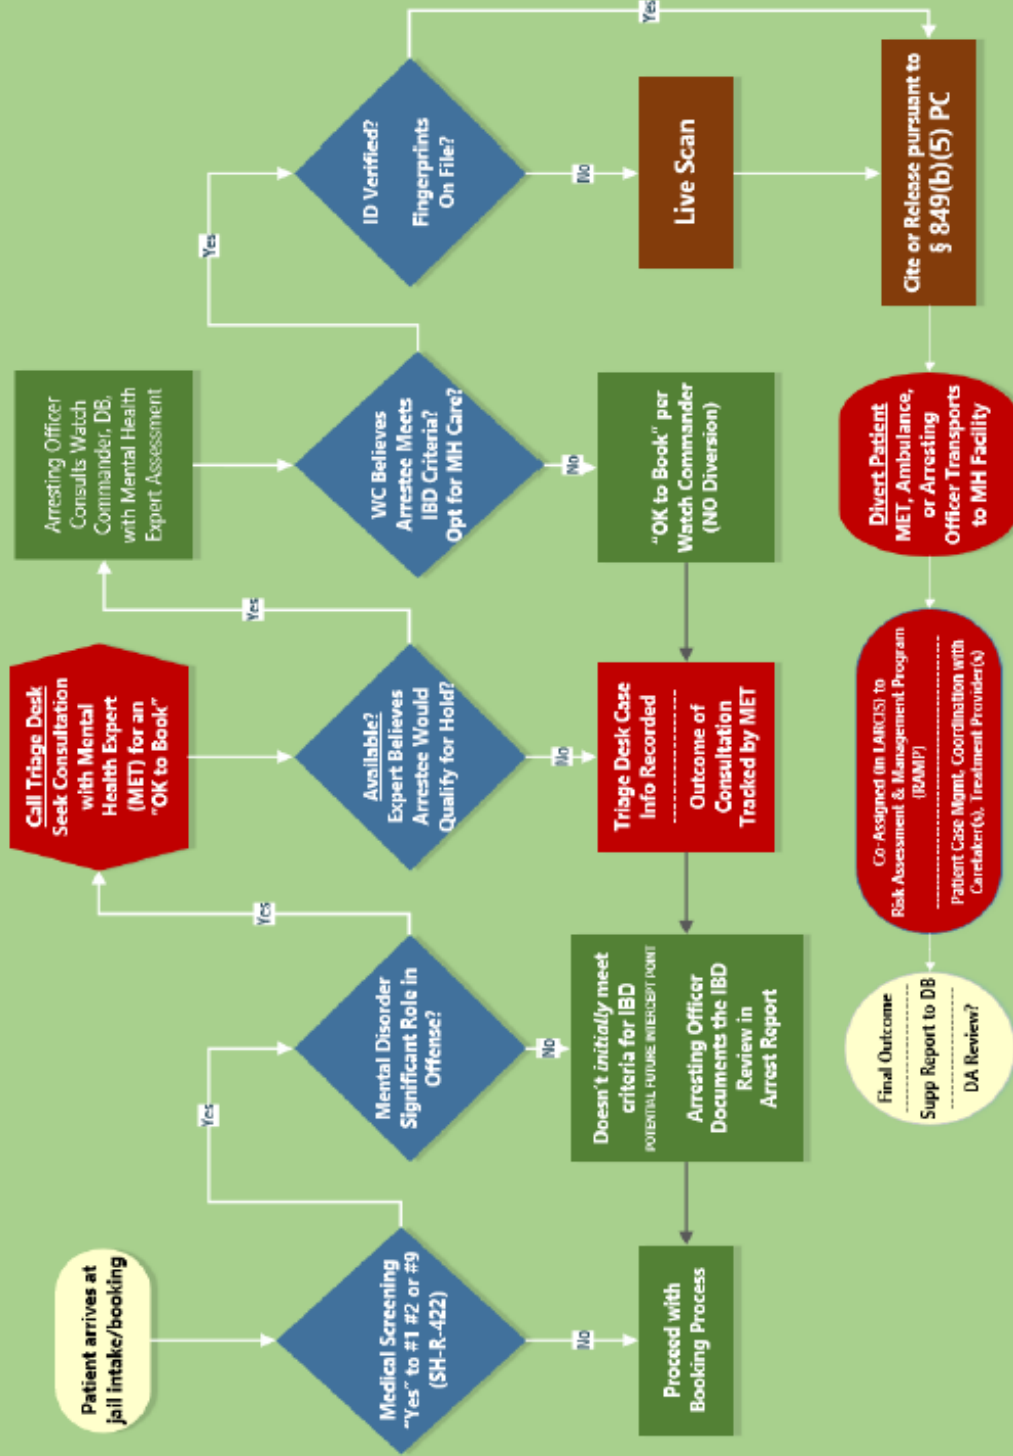 Patient arrives at
jail intake/booking
Medical Screening
"Yes" to #1 #2 or #9
(SH-R-422)
No
Proceed with
Booking Process
Yes
Mental Disorder
Significant Role in
Offense?
No
Doesn't initially meet
criteria for IBD
POTENTIAL FUTURE INTERCEPT POINT
Arresting Officer
Documents the IBD
Review in
Arrest Report
Yes
Call Triage Desk
Seek Consultation
with Mental
Health Expert
(MET) for an
"OK to Book"
Available?
Expert Believes
Arrestee Would
Qualify for Hold?
No
Triage Desk Case
Info Recorded
Outcome of
Consultation
Tracked by MET
Yes
Arresting Officer
Consults Watch
Commander, DB,
with Mental Health
Expert Assessment
WC Believes
Arrestee Meets
IBD Criteria?
Opt for MH Care?
No
"OK to Book" per
Watch Commander
(NO Diversion)
Yes
ID Verified?
Fingerprints
On File?
No
Live Scan
Yes
Cite or Release pursuant to
§ 849(b)(5) PC
Divert Patient
MET, Ambulance,
or Arresting
Officer Transports
to MH Facility
Co-Assigned (in LARCIS) to
Risk Assessment & Management Program
(RAMP)
Patient Case Mgmt, Coordination with
Caretaker(s), Treatment Provider(s)
Final Outcome
Supp Report to DB
DA Review?